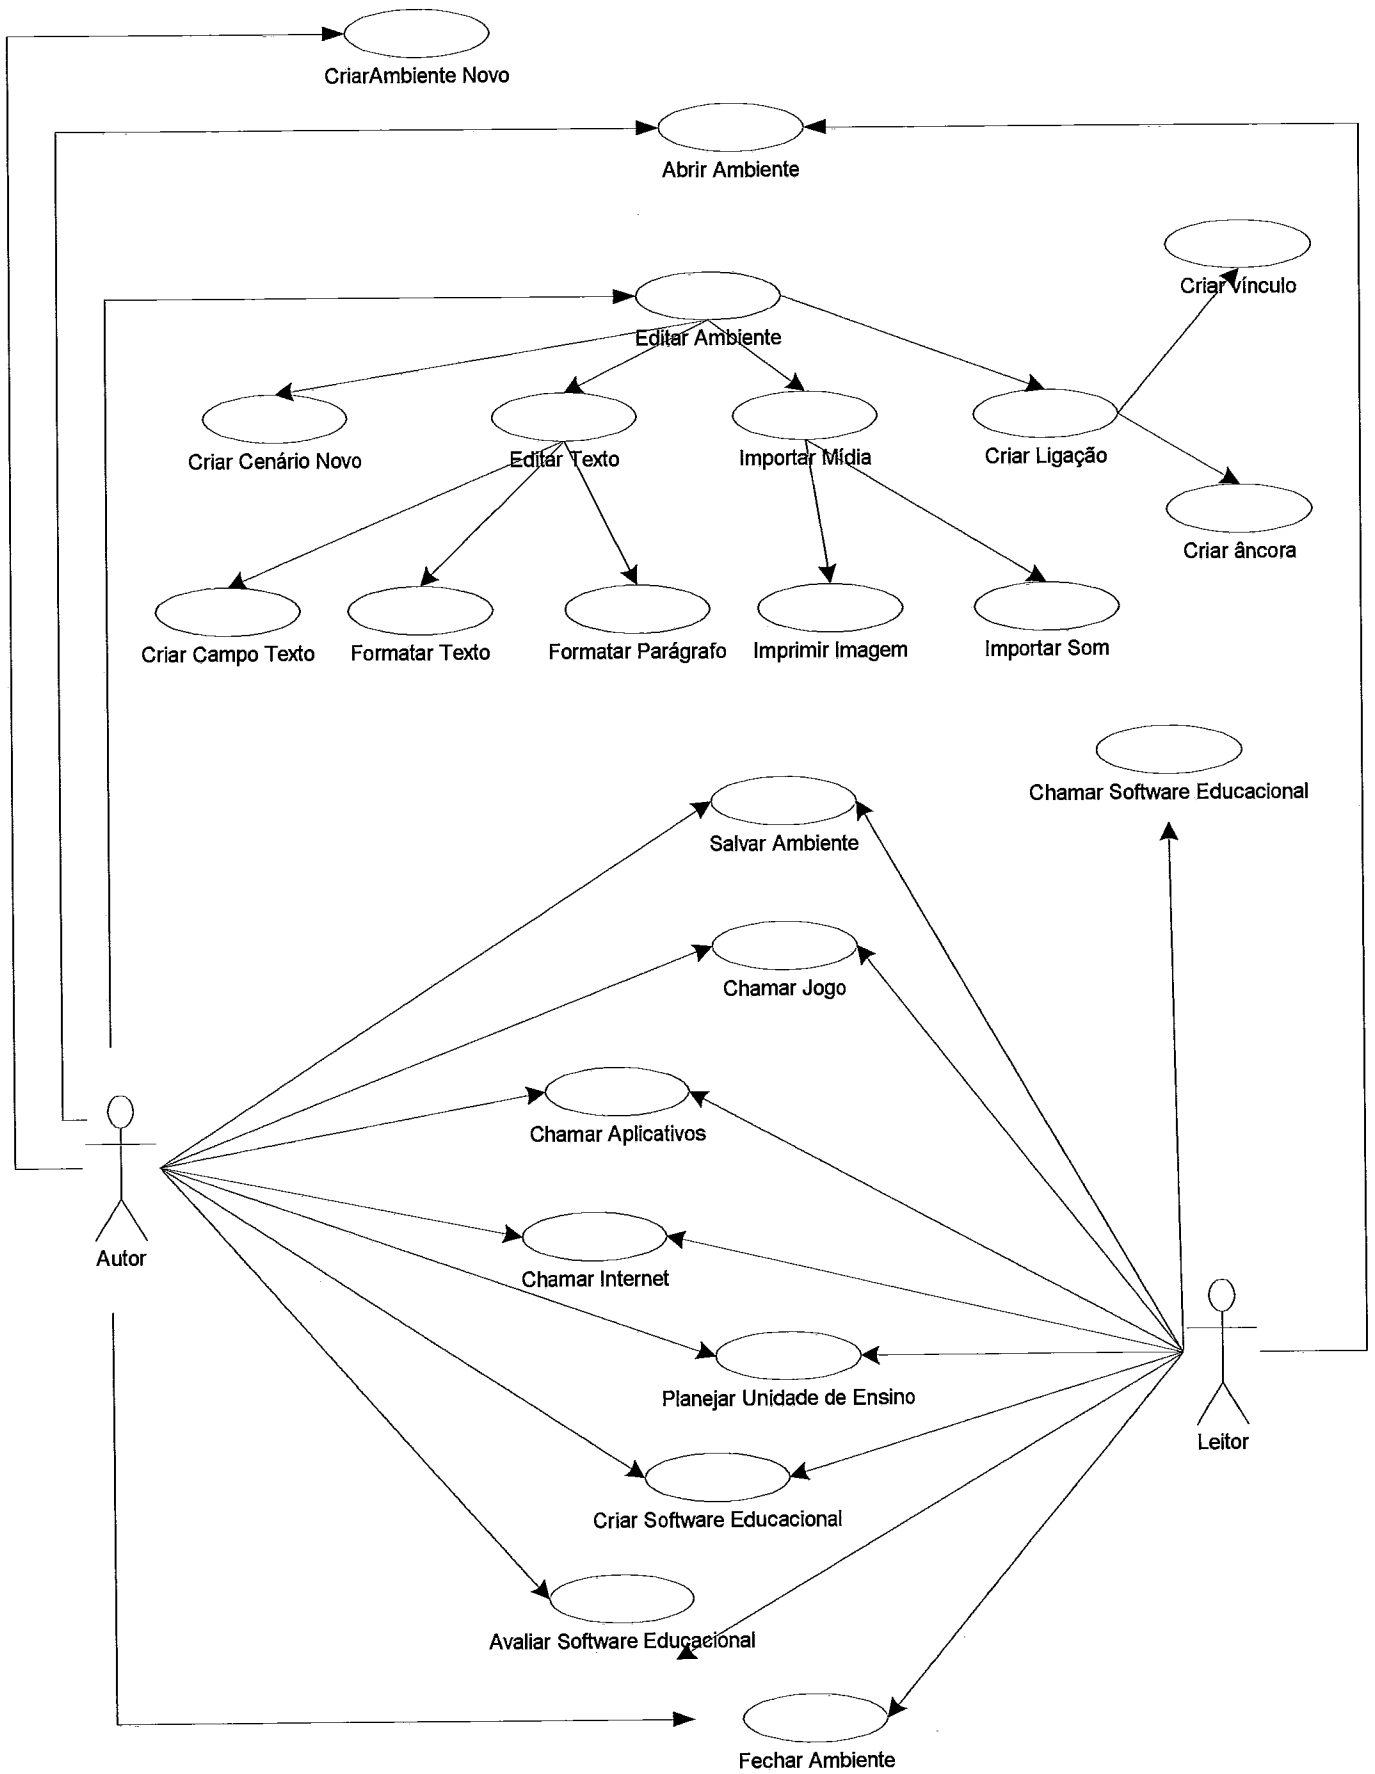 CriarAmbiente Novo
Abrir Ambiente
Criar vínculo
Editar Ambiente
Criar Cenário Novo
Editar Texto
Importar Mídia
Criar Ligação
Criar âncora
Criar Campo Texto
Formatar Texto
Formatar Parágrafo
Imprimir Imagem
Importar Som
Chamar Software Educacional
Salvar Ambiente
Chamar Jogo
Chamar Aplicativos
Autor
Chamar Internet
Planejar Unidade de Ensino
Leitor
Criar Software Educacional
Avaliar Software Educacional
Fechar Ambiente